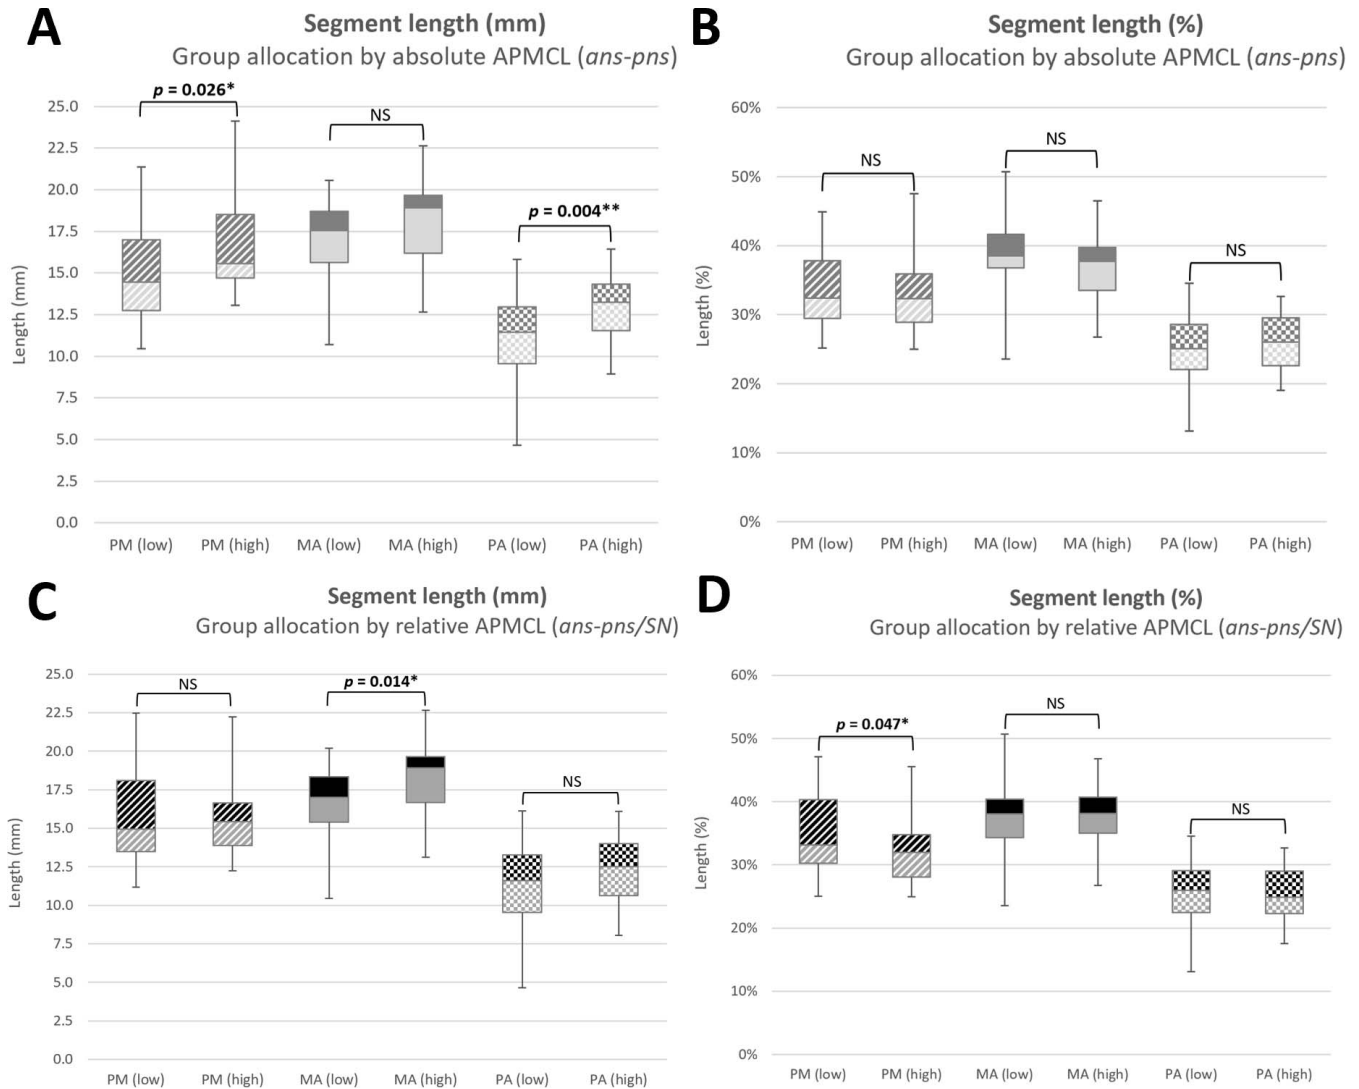 A
Segment length (mm)
Group allocation by absolute APMCL (ans-pns)
p = 0.026*
NS
p = 0.004**
25.0
22.5
20.0
17.5
15.0
12.5
10.0
7.5
5.0
2.5
0.0
Length (mm)
PM (low) PM (high) MA (low) MA (high) PA (low) PA (high)
B
Segment length (%)
Group allocation by absolute APMCL (ans-pns)
NS
NS
NS
60%
50%
40%
30%
20%
10%
0%
Length (%)
PM (low) PM (high) MA (low) MA (high) PA (low) PA (high)
C
Segment length (mm)
Group allocation by relative APMCL (ans-pns/SN)
NS
p = 0.014*
NS
25.0
22.5
20.0
17.5
15.0
12.5
10.0
7.5
5.0
2.5
0.0
Length (mm)
PM (low) PM (high) MA (low) MA (high) PA (low) PA (high)
D
Segment length (%)
Group allocation by relative APMCL (ans-pns/SN)
p = 0.047*
NS
NS
60%
50%
40%
30%
20%
10%
0%
Length (%)
PM (low) PM (high) MA (low) MA (high) PA (low) PA (high)